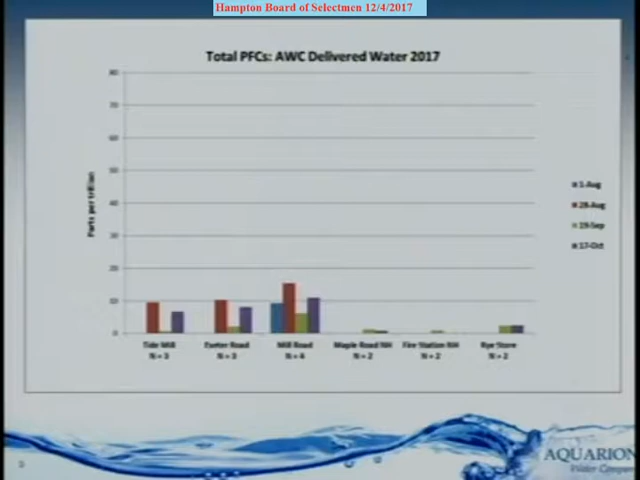 Hampton Board of Selectmen 12/4/2017
Total PFCs: AWC Delivered Water 2017
Parts per trillion
80
70
60
50
40
30
20
10
0
1-Aug
28-Aug
19-Sep
17-Oct
Tide Mill
N = 3
Exeter Road
N = 3
Mill Road
N = 4
Maple Road NH
N = 2
Fire Station NH
N = 2
Rye Store
N = 2
AQUARION
Water Company